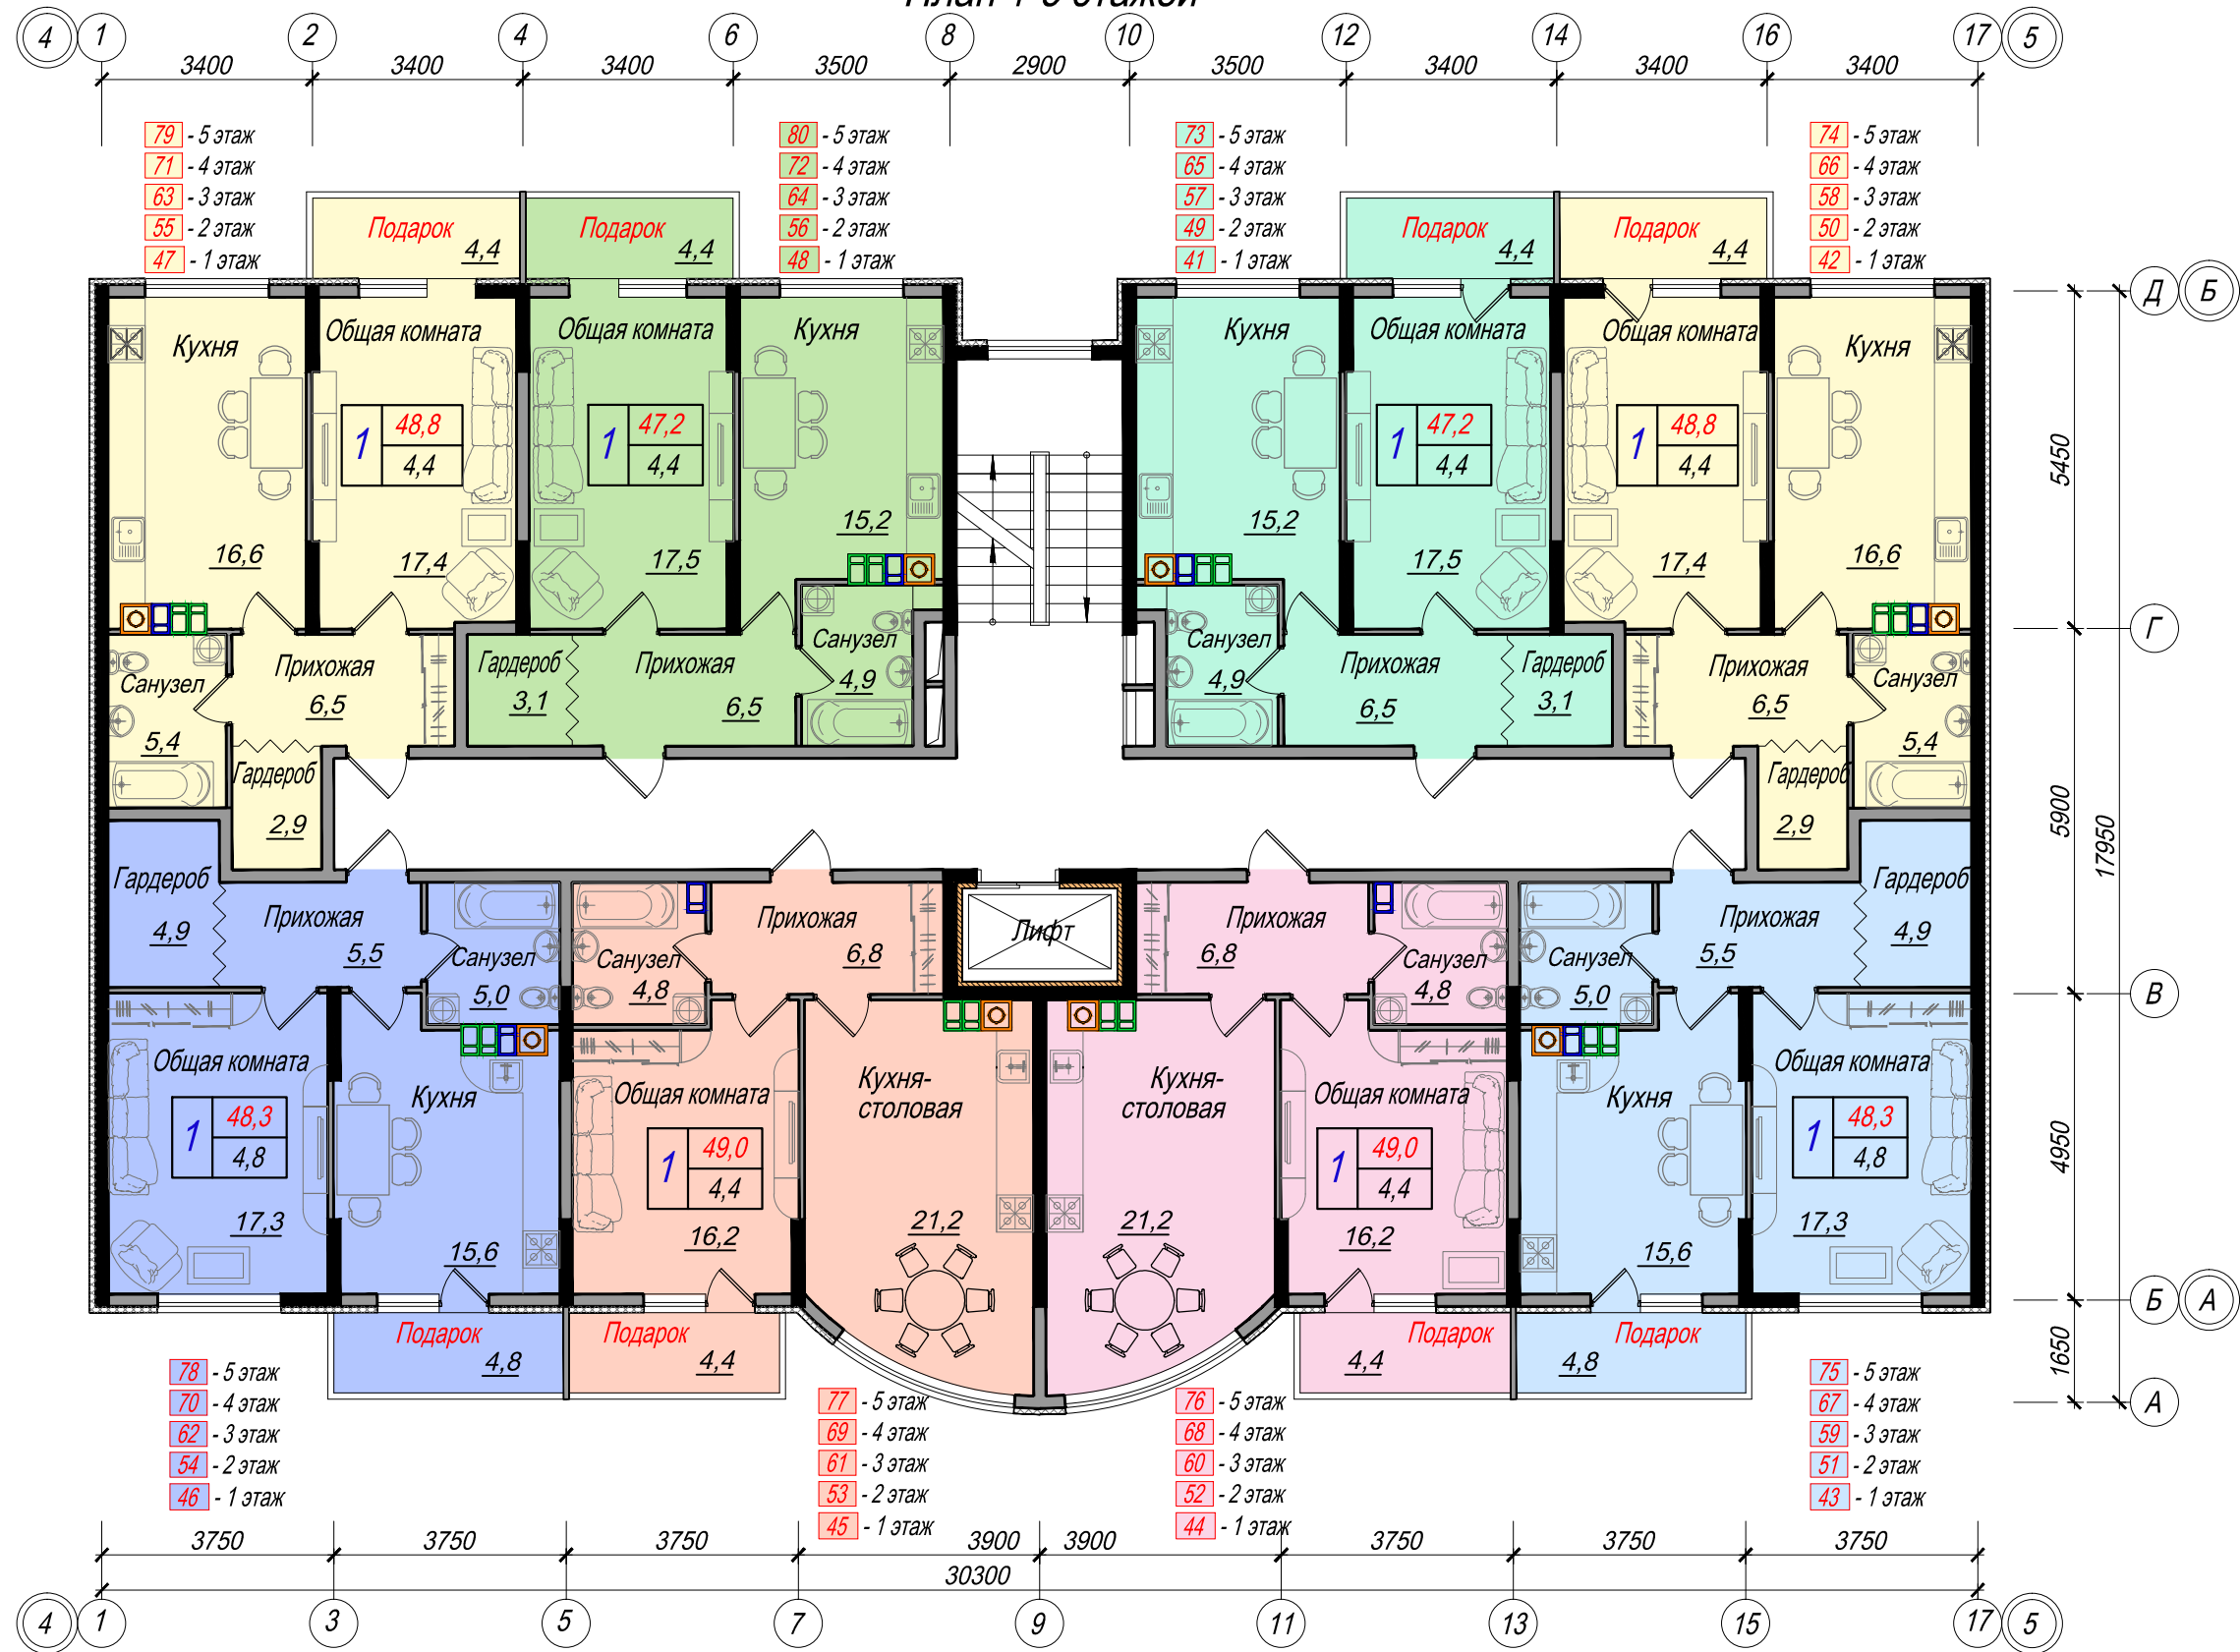 План 1-5 этажей
4 1 2 4 6 8 10 12 14 16 17 5
3400 3400 3400 3500 2900 3500 3400 3400 3400
79 - 5 этаж
71 - 4 этаж
63 - 3 этаж
55 - 2 этаж
47 - 1 этаж
80 - 5 этаж
72 - 4 этаж
64 - 3 этаж
56 - 2 этаж
48 - 1 этаж
73 - 5 этаж
65 - 4 этаж
57 - 3 этаж
49 - 2 этаж
41 - 1 этаж
74 - 5 этаж
66 - 4 этаж
58 - 3 этаж
50 - 2 этаж
42 - 1 этаж
Подарок
4,4
Подарок
4,4
Подарок
4,4
Подарок
4,4
Д Б
Кухня
16,6
Общая комната
1 48,8
4,4
17,4
Общая комната
1 47,2
4,4
17,5
Кухня
15,2
Кухня
15,2
Общая комната
1 47,2
4,4
17,5
Общая комната
1 48,8
4,4
17,4
Кухня
16,6
5450
Г
Санузел
5,4
Прихожая
6,5
Гардероб
2,9
Гардероб
3,1
Прихожая
6,5
Санузел
4,9
Санузел
4,9
Прихожая
6,5
Гардероб
3,1
Прихожая
6,5
Гардероб
2,9
Санузел
5,4
5900
17950
Гардероб
4,9
Прихожая
5,5
Санузел
5,0
Санузел
4,8
Прихожая
6,8
Лифт
Прихожая
6,8
Санузел
4,8
Санузел
5,0
Прихожая
5,5
Гардероб
4,9
В
Общая комната
1 48,3
4,8
17,3
Кухня
15,6
Общая комната
1 49,0
4,4
16,2
Кухня-
столовая
21,2
Кухня-
столовая
21,2
Общая комната
1 49,0
4,4
16,2
Кухня
15,6
Общая комната
1 48,3
4,8
17,3
4950
Б А
Подарок
4,8
Подарок
4,4
Подарок
4,4
Подарок
4,8
1650
А
78 - 5 этаж
70 - 4 этаж
62 - 3 этаж
54 - 2 этаж
46 - 1 этаж
77 - 5 этаж
69 - 4 этаж
61 - 3 этаж
53 - 2 этаж
45 - 1 этаж
76 - 5 этаж
68 - 4 этаж
60 - 3 этаж
52 - 2 этаж
44 - 1 этаж
75 - 5 этаж
67 - 4 этаж
59 - 3 этаж
51 - 2 этаж
43 - 1 этаж
3750 3750 3750 3900 3900 3750 3750 3750
30300
4 1 3 5 7 9 11 13 15 17 5